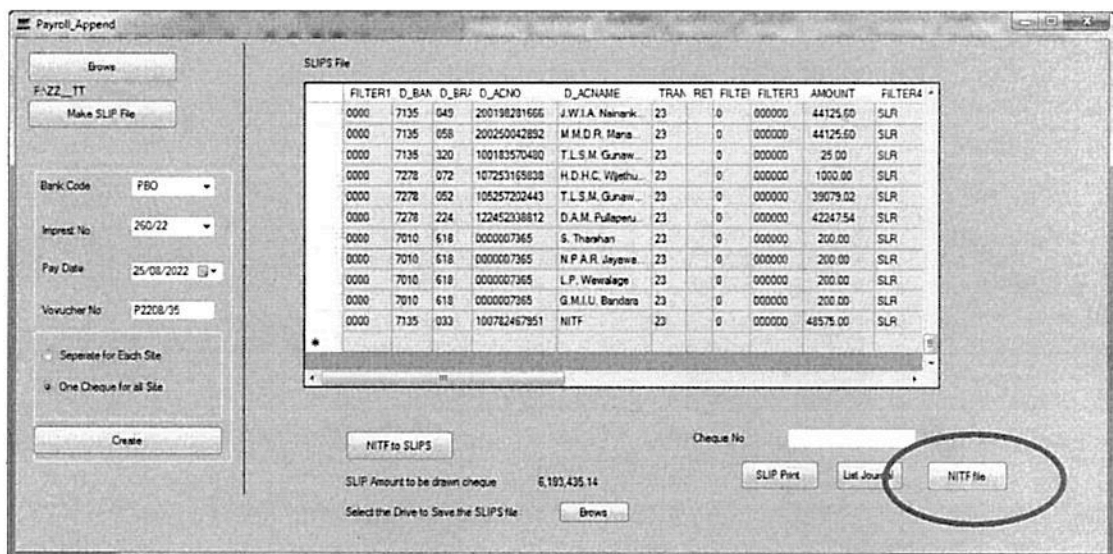 Payroll_Append
Brows
F:\ZZ__TT
Make SLIP File
Bank Code PBO
Imprest No 260/22
Pay Date 25/08/2022
Vovucher No P2208/35
Seperate for Each Site
One Cheque for all Site
Create
SLIPS File
FILTER1 D_BAN D_BRA D_ACNO D_ACNAME TRAN RET FILTE FILTER3 AMOUNT FILTER4
0000 7135 049 200198281666 J.W.I.A. Nainank... 23 0 000000 44125.60 SLR
0000 7135 058 200250042892 M.M.D.R. Mana... 23 0 000000 44125.60 SLR
0000 7135 320 100183570480 T.L.S.M. Gunaw... 23 0 000000 25.00 SLR
0000 7278 072 107253165838 H.D.H.C. Wijethu... 23 0 000000 1000.00 SLR
0000 7278 052 105257202443 T.L.S.M. Gunaw... 23 0 000000 39079.02 SLR
0000 7278 224 122452338812 D.A.M. Pullaperu... 23 0 000000 42247.54 SLR
0000 7010 618 0000007365 S. Tharshan 23 0 000000 200.00 SLR
0000 7010 618 0000007365 N.P.A.R. Jayawa... 23 0 000000 200.00 SLR
0000 7010 618 0000007365 L.P. Wewalage 23 0 000000 200.00 SLR
0000 7010 618 0000007365 G.M.I.U. Bandara 23 0 000000 200.00 SLR
0000 7135 033 100782467951 NITF 23 0 000000 48575.00 SLR
NITF to SLIPS
Cheque No
SLIP Print List Journal NITF file
SLIP Amount to be drawn cheque 6,193,435.14
Select the Drive to Save the SLIPS file Brows